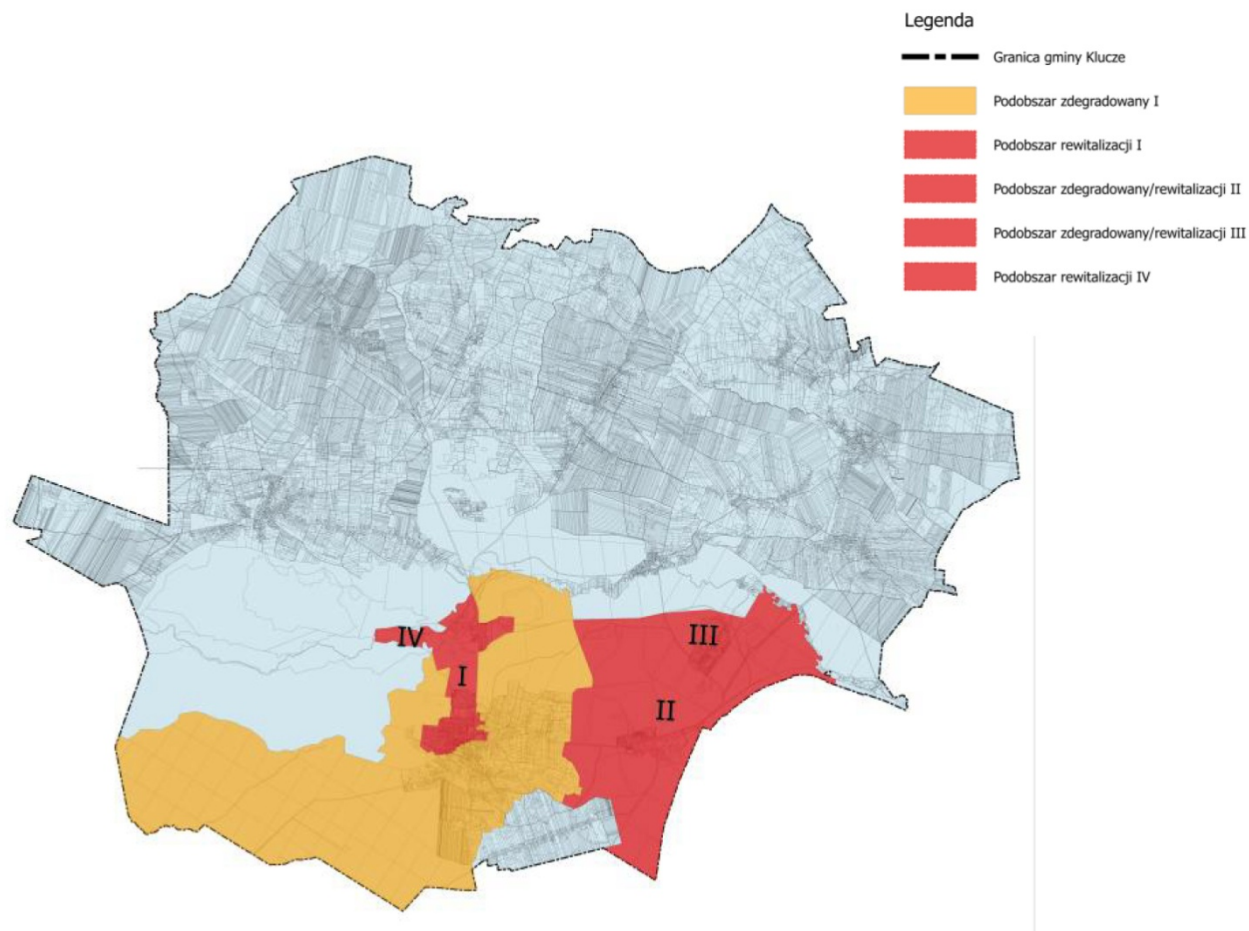 Legenda
Granica gminy Klucze
Podobszar zdegradowany I
Podobszar rewitalizacji I
Podobszar zdegradowany/rewitalizacji II
Podobszar zdegradowany/rewitalizacji III
Podobszar rewitalizacji IV
IV
III
I
II